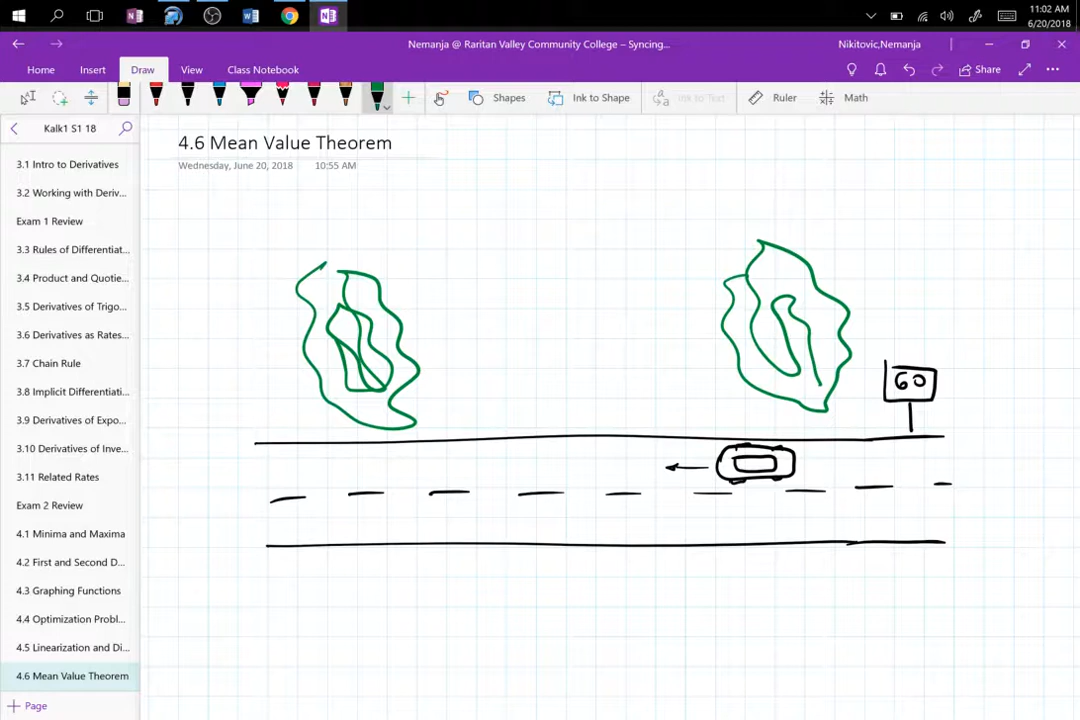 11:02 AM
6/20/2018
Nemanja @ Raritan Valley Community College – Syncing...
Nikitovic,Nemanja
Home
Insert
Draw
View
Class Notebook
Share
Shapes
Ink to Shape
Ink to Text
Ruler
Math
Kalk1 S1 18
4.6 Mean Value Theorem
Wednesday, June 20, 2018
10:55 AM
3.1 Intro to Derivatives
3.2 Working with Deriv...
Exam 1 Review
3.3 Rules of Differentiat...
3.4 Product and Quotie...
3.5 Derivatives of Trigo...
3.6 Derivatives as Rates...
3.7 Chain Rule
3.8 Implicit Differentiati...
3.9 Derivatives of Expo...
3.10 Derivatives of Inve...
3.11 Related Rates
Exam 2 Review
4.1 Minima and Maxima
4.2 First and Second D...
4.3 Graphing Functions
4.4 Optimization Probl...
4.5 Linearization and Di...
4.6 Mean Value Theorem
Page
60